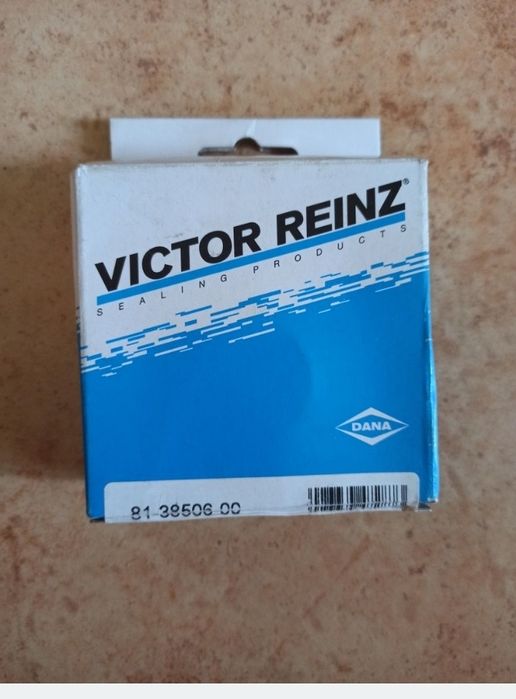 VICTOR REINZ®
SEALING PRODUCTS
DANA
81-38506-00